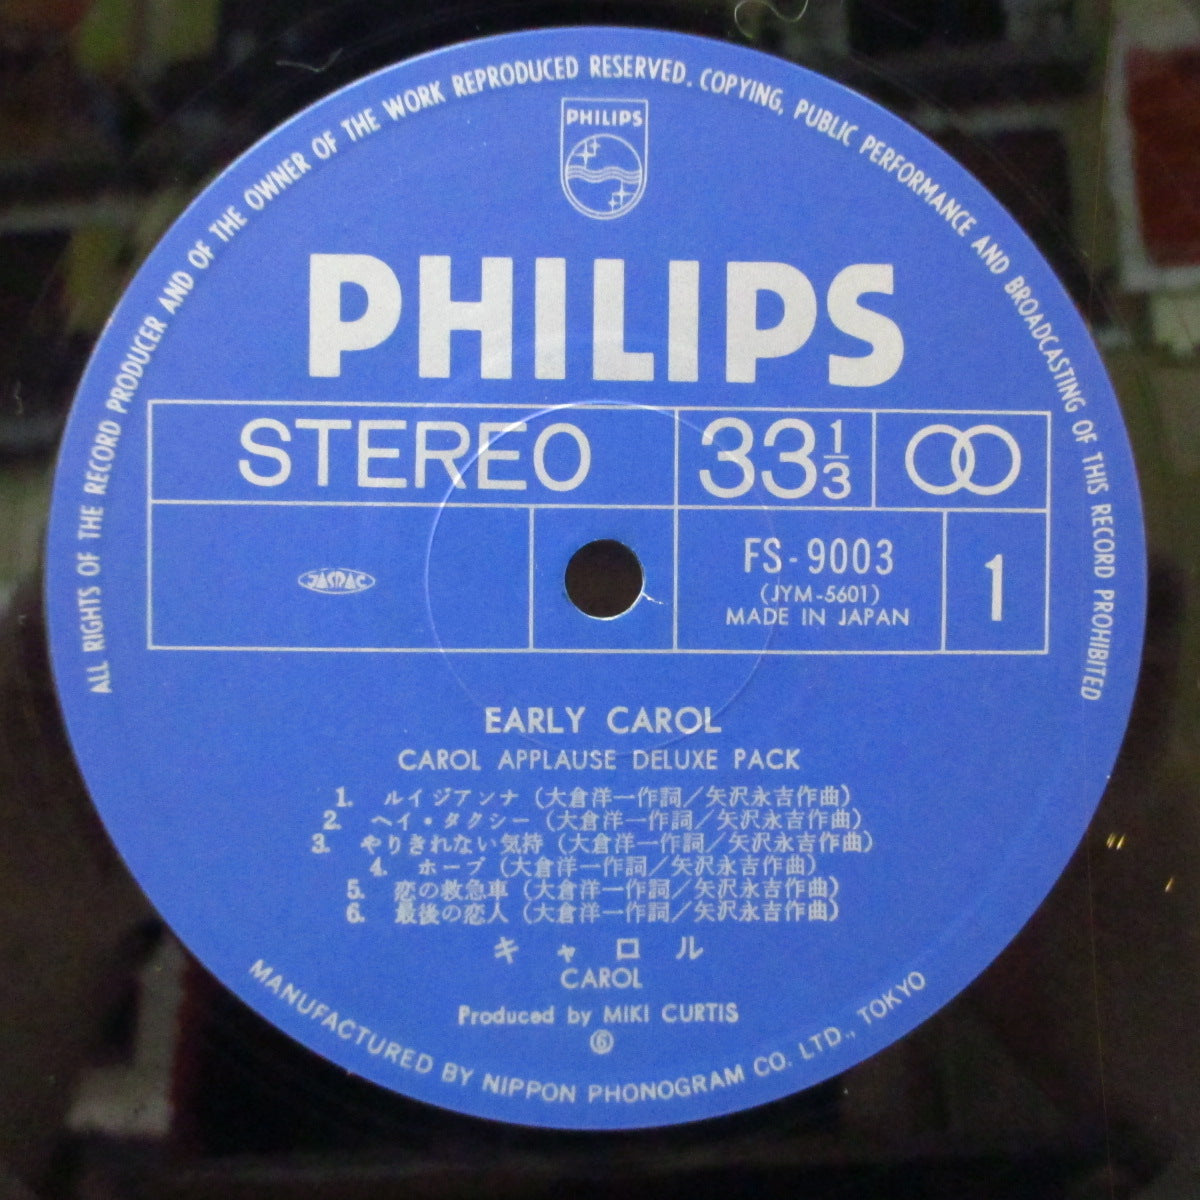 ALL RIGHTS OF THE RECORD PRODUCER AND OF THE OWNER OF THE WORK REPRODUCED RESERVED. COPYING, PUBLIC PERFORMANCE AND BROADCASTING OF THIS RECORD PROHIBITED
PHILIPS
PHILIPS
STEREO 33 1/3
JASRAC
FS-9003
(JYM-5601)
MADE IN JAPAN
1
EARLY CAROL
CAROL APPLAUSE DELUXE PACK
1. ルイジアンナ (大倉洋一作詞/矢沢永吉作曲)
2. ヘイ・タクシー (大倉洋一作詞/矢沢永吉作曲)
3. やりきれない気持 (大倉洋一作詞/矢沢永吉作曲)
4. ホープ (大倉洋一作詞/矢沢永吉作曲)
5. 恋の救急車 (大倉洋一作詞/矢沢永吉作曲)
6. 最後の恋人 (大倉洋一作詞/矢沢永吉作曲)
キャロル
CAROL
Produced by MIKI CURTIS
⑥
MANUFACTURED BY NIPPON PHONOGRAM CO. LTD., TOKYO